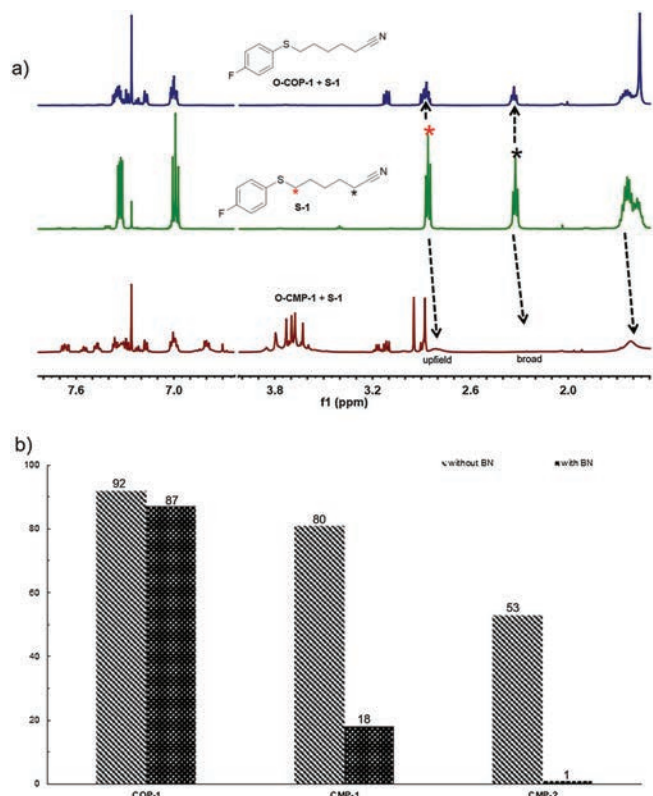 a)
N
S
F
O-COP-1 + S-1
*
*
N
S
*
*
F
S-1
O-CMP-1 + S-1
upfield
broad
7.6
7.0
3.8
3.2
2.6
2.0
f1 (ppm)
b)
without BN
with BN
100
80
60
40
20
0
92
87
80
18
53
1
COP-1
CMP-1
CMP-2